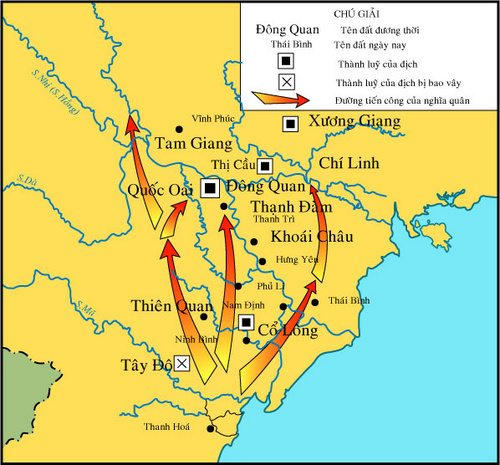 CHÚ GIẢI
Đông Quan Tên đất đương thời
Thái Bình Tên đất ngày nay
Thành luỹ của địch
Thành luỹ của địch bị bao vây
Đường tiến công của nghĩa quân
S.Nhị (S.Hồng)
Vĩnh Phúc
Xương Giang
Tam Giang
Thị Cầu
Chí Linh
S.Đà
Quốc Oai
Đông Quan
Thanh Đàm
Thanh Trì
Khoái Châu
Hưng Yên
Phủ Lí
Thiên Quan
Nam Định
Thái Bình
S.Mã
Cổ Lộng
Ninh Bình
Tây Đô
Thanh Hoá